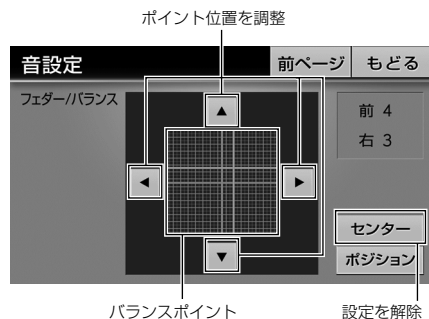 ポイント位置を調整
音設定
前ページ
もどる
フェダー/バランス
前 4
右 3
センター
ポジション
バランスポイント
設定を解除